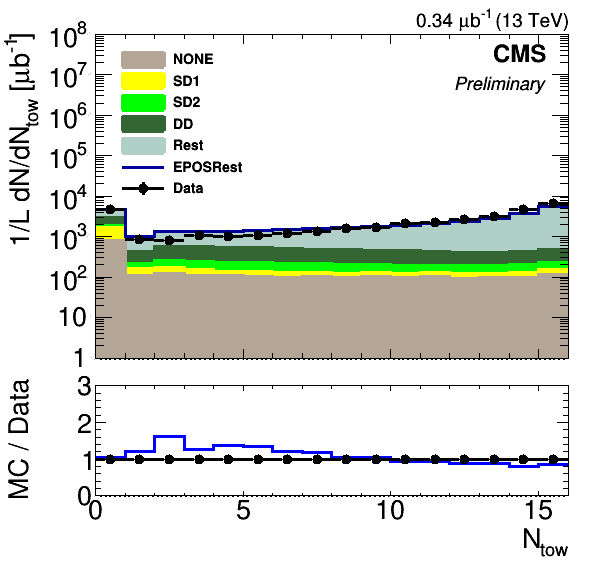 0.34 μb⁻¹ (13 TeV)
1/L dN/dN_tow [μb⁻¹]
10⁸
10⁷
10⁶
10⁵
10⁴
10³
10²
10
1
CMS
Preliminary
NONE
SD1
SD2
DD
Rest
EPOSRest
Data
MC / Data
3
2
1
0
0 5 10 15
N_tow